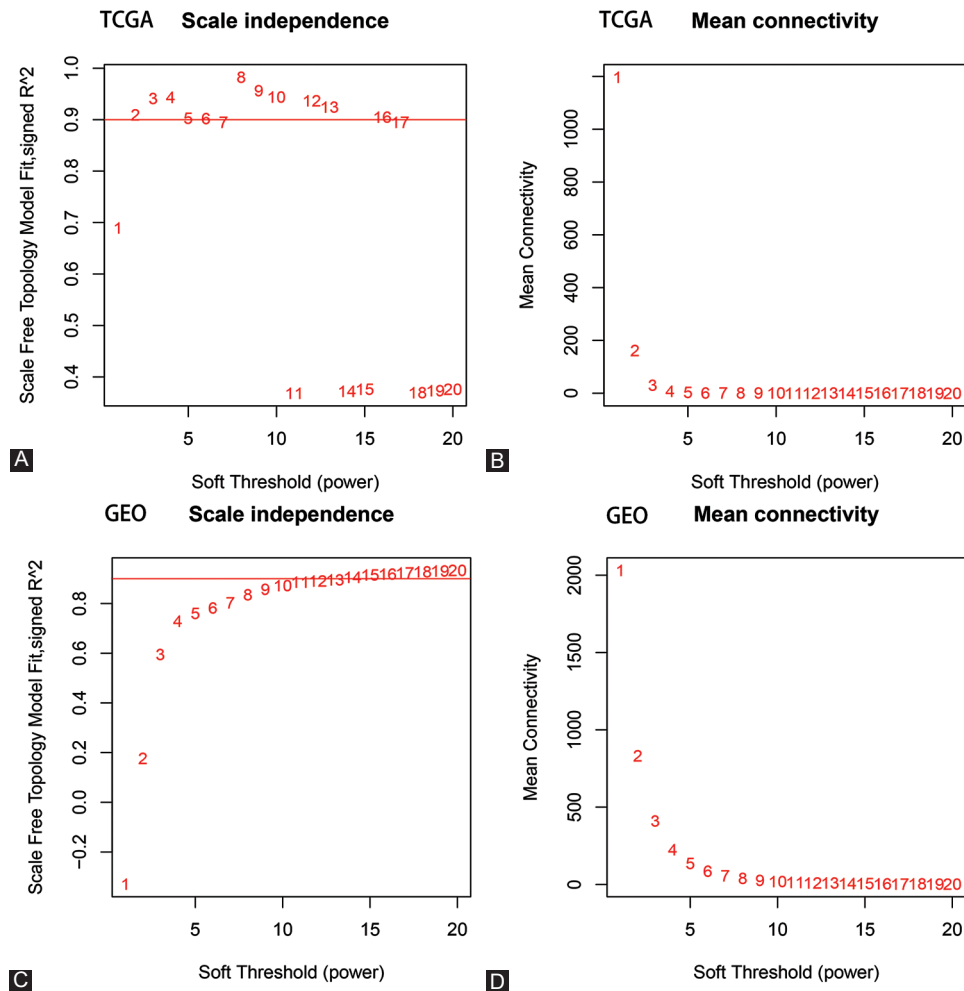 TCGA Scale independence
Scale Free Topology Model Fit,signed R^2
1.0
0.9
0.8
0.7
0.6
0.5
0.4
1 2 3 4 5 6 7 8 9 10 11 12 13 14 15 16 17 18 19 20
5 10 15 20
Soft Threshold (power)
A
TCGA Mean connectivity
Mean Connectivity
1000
800
600
400
200
0
1 2 3 4 5 6 7 8 9 10 11 12 13 14 15 16 17 18 19 20
5 10 15 20
Soft Threshold (power)
B
GEO Scale independence
Scale Free Topology Model Fit,signed R^2
0.8
0.6
0.4
0.2
0.0
−0.2
1 2 3 4 5 6 7 8 9 10 11 12 13 14 15 16 17 18 19 20
5 10 15 20
Soft Threshold (power)
C
GEO Mean connectivity
Mean Connectivity
2000
1500
1000
500
0
1 2 3 4 5 6 7 8 9 10 11 12 13 14 15 16 17 18 19 20
5 10 15 20
Soft Threshold (power)
D